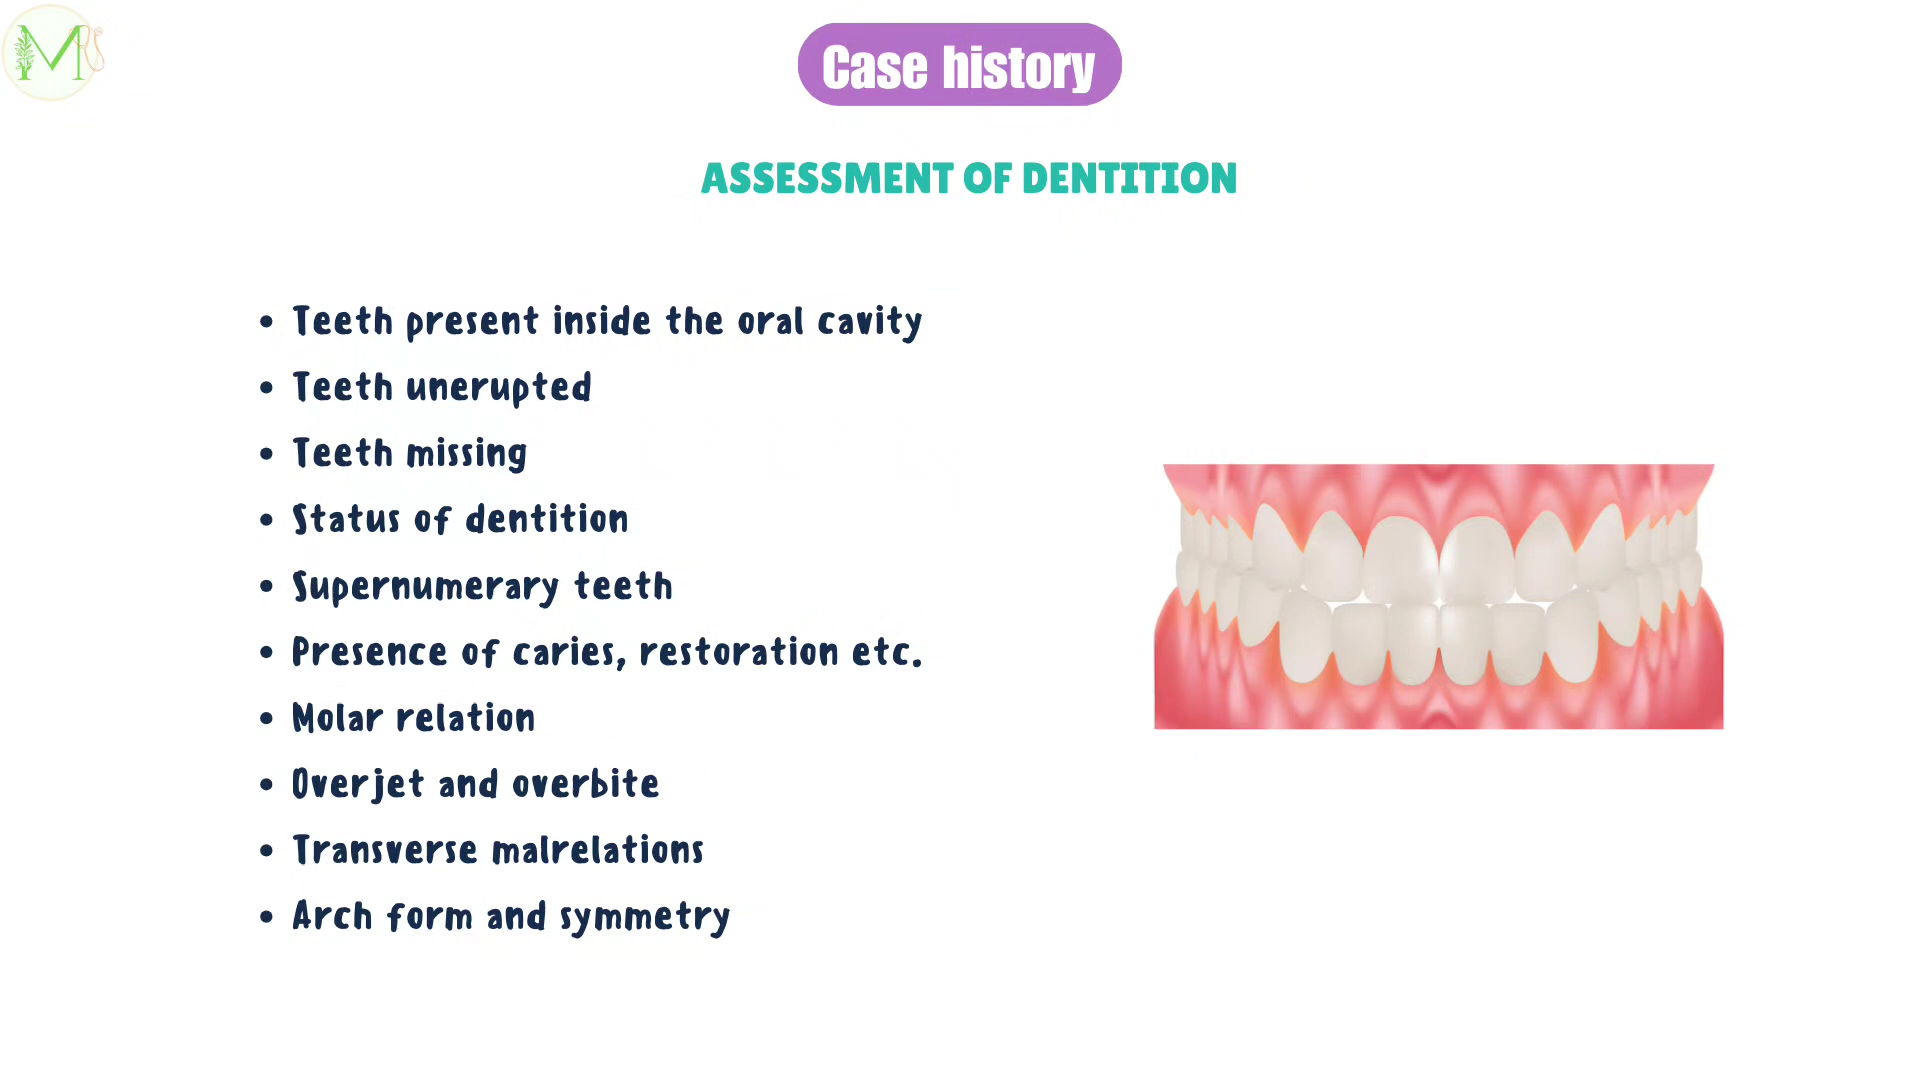 MRS
Case history
ASSESSMENT OF DENTITION
• Teeth present inside the oral cavity
• Teeth unerupted
• Teeth missing
• Status of dentition
• Supernumerary teeth
• Presence of caries, restoration etc.
• Molar relation
• Overjet and overbite
• Transverse malrelations
• Arch form and symmetry